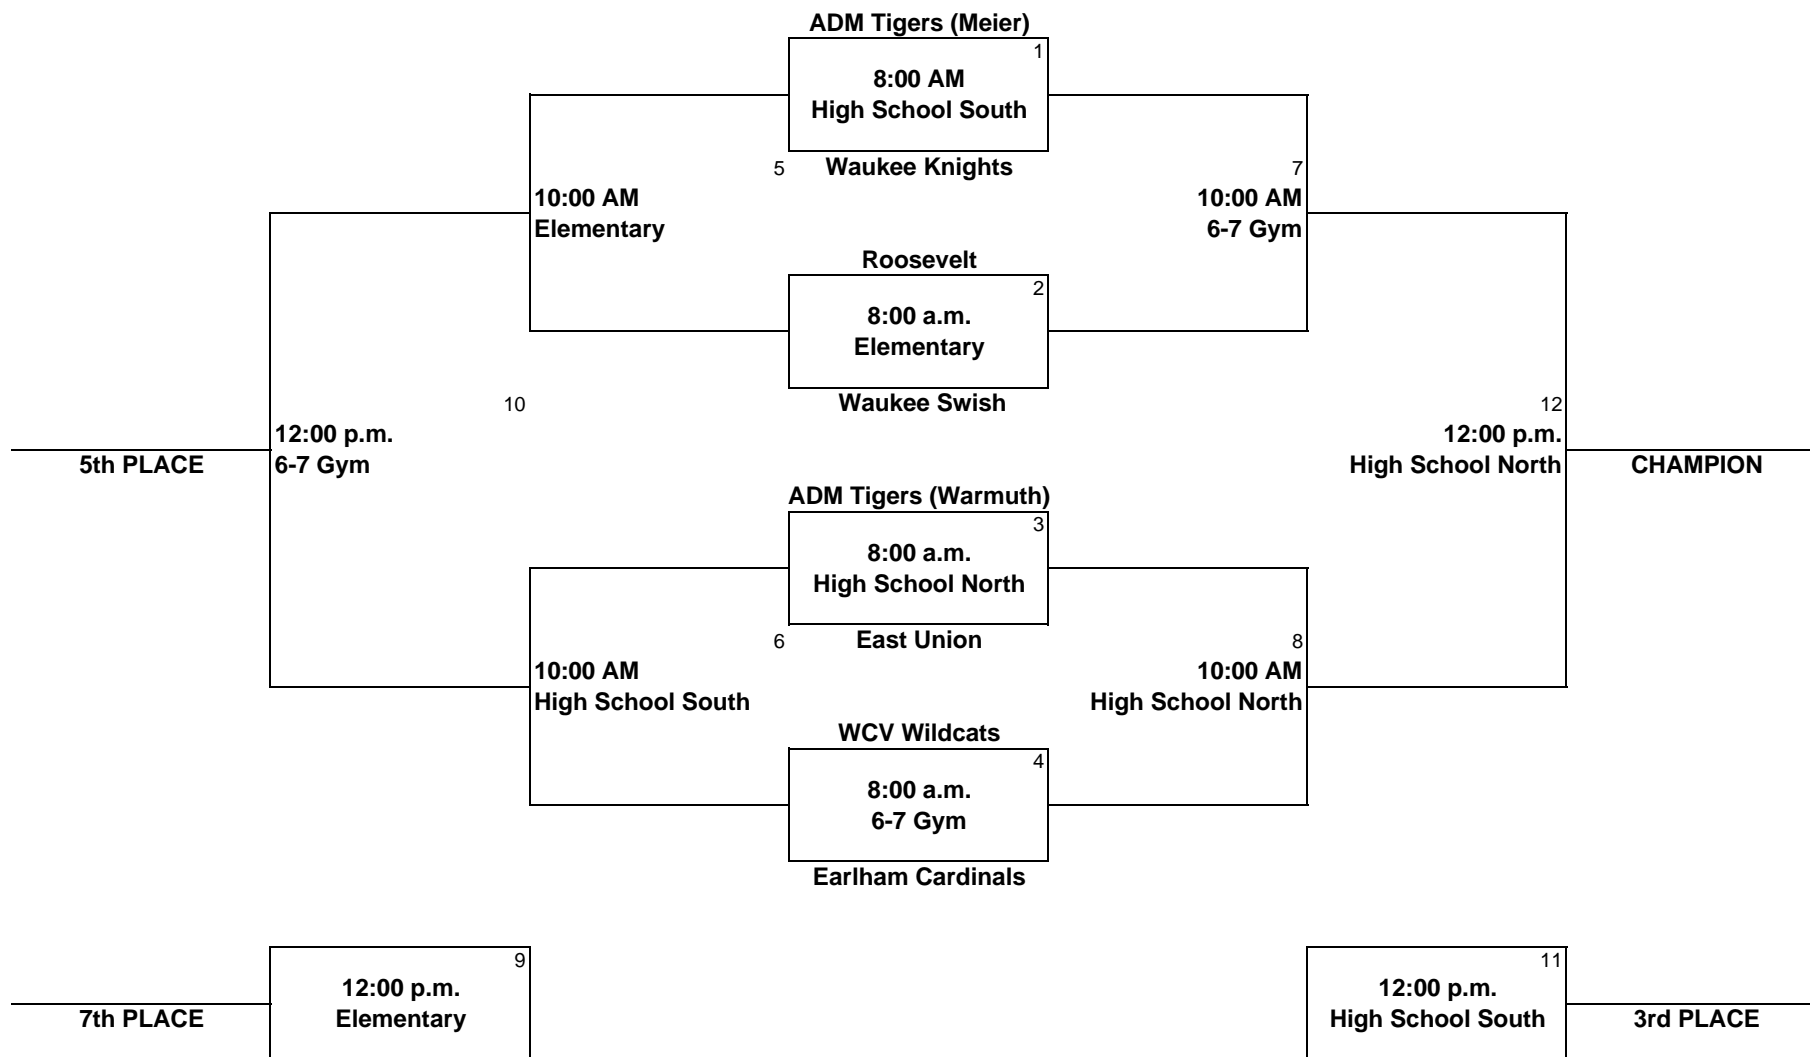 ADM Tigers (Meier)
1
8:00 AM
High School South
Waukee Knights
5
7
10:00 AM
Elementary
10:00 AM
6-7 Gym
Roosevelt
2
8:00 a.m.
Elementary
Waukee Swish
10
12
12:00 p.m.
6-7 Gym
5th PLACE
12:00 p.m.
High School North
CHAMPION
ADM Tigers (Warmuth)
3
8:00 a.m.
High School North
East Union
6
8
10:00 AM
High School South
10:00 AM
High School North
WCV Wildcats
4
8:00 a.m.
6-7 Gym
Earlham Cardinals
9
12:00 p.m.
Elementary
7th PLACE
11
12:00 p.m.
High School South
3rd PLACE